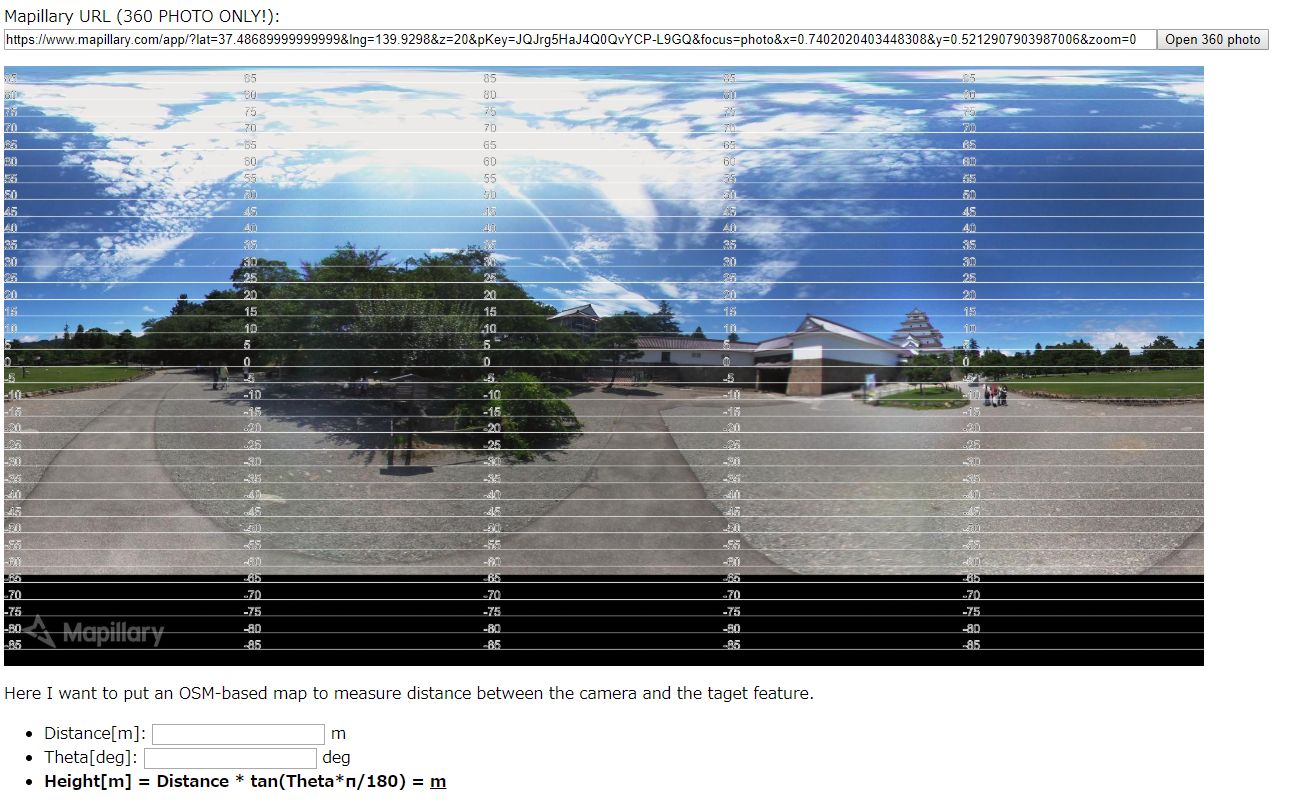 Mapillary URL (360 PHOTO ONLY!):
https://www.mapillary.com/app/?lat=37.48689999999999&lng=139.9298&z=20&pKey=JQJrg5HaJ4Q0QvYCP-L9GQ&focus=photo&x=0.7402020403448308&y=0.5212907903987006&zoom=0 Open 360 photo
85 85 85 85 85
80 80 80 80 80
75 75 75 75 75
70 70 70 70 70
65 65 65 65 65
60 60 60 60 60
55 55 55 55 55
50 50 50 50 50
45 45 45 45 45
40 40 40 40 40
35 35 35 35 35
30 30 30 30 30
25 25 25 25 25
20 20 20 20 20
15 15 15 15 15
10 10 10 10 10
5 5 5 5 5
0 0 0 0 0
-5 -5 -5 -5 -5
-10 -10 -10 -10 -10
-15 -15 -15 -15 -15
-20 -20 -20 -20 -20
-25 -25 -25 -25 -25
-30 -30 -30 -30 -30
-35 -35 -35 -35 -35
-40 -40 -40 -40 -40
-45 -45 -45 -45 -45
-50 -50 -50 -50 -50
-55 -55 -55 -55 -55
-60 -60 -60 -60 -60
-65 -65 -65 -65 -65
-70 -70 -70 -70 -70
-75 -75 -75 -75 -75
-80 Mapillary -80 -80 -80 -80
-85 -85 -85 -85 -85
Here I want to put an OSM-based map to measure distance between the camera and the taget feature.
• Distance[m]: m
• Theta[deg]: deg
• Height[m] = Distance * tan(Theta*π/180) = m